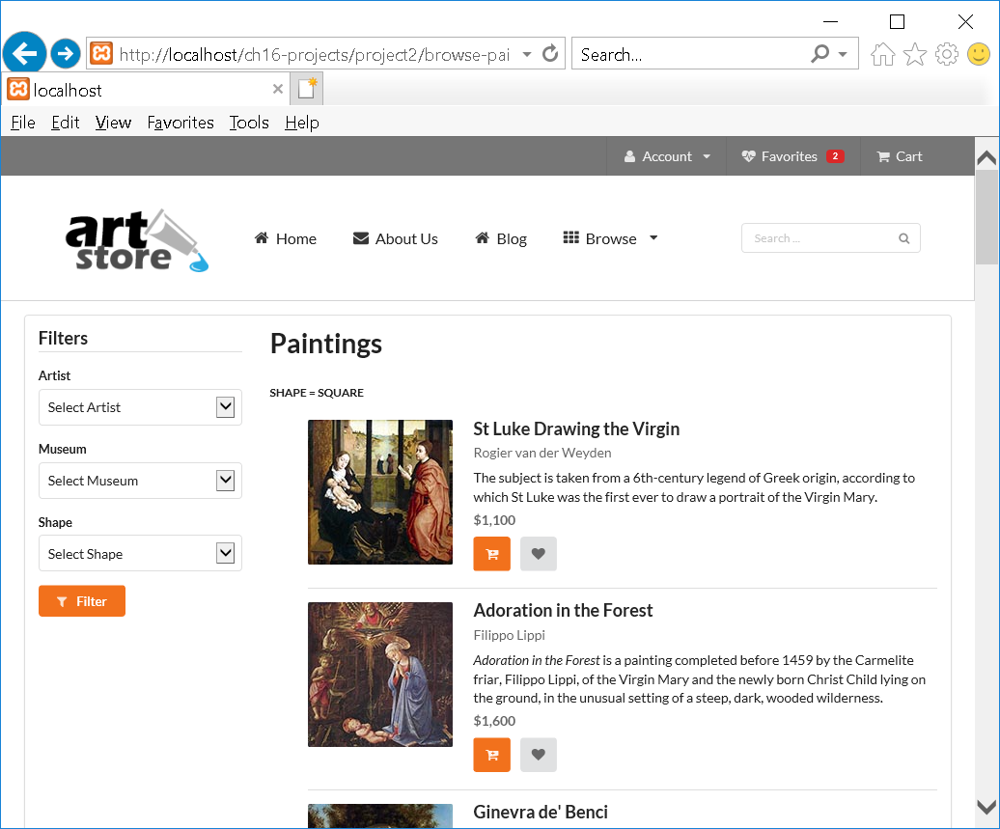 http://localhost/ch16-projects/project2/browse-pai
Search...
localhost
File Edit View Favorites Tools Help
Account Favorites 2 Cart
art store
Home About Us Blog Browse
Search ...
Filters
Artist
Select Artist
Museum
Select Museum
Shape
Select Shape
Filter
Paintings
SHAPE = SQUARE
St Luke Drawing the Virgin
Rogier van der Weyden
The subject is taken from a 6th-century legend of Greek origin, according to
which St Luke was the first ever to draw a portrait of the Virgin Mary.
$1,100
Adoration in the Forest
Filippo Lippi
Adoration in the Forest is a painting completed before 1459 by the Carmelite
friar, Filippo Lippi, of the Virgin Mary and the newly born Christ Child lying on
the ground, in the unusual setting of a steep, dark, wooded wilderness.
$1,600
Ginevra de' Benci